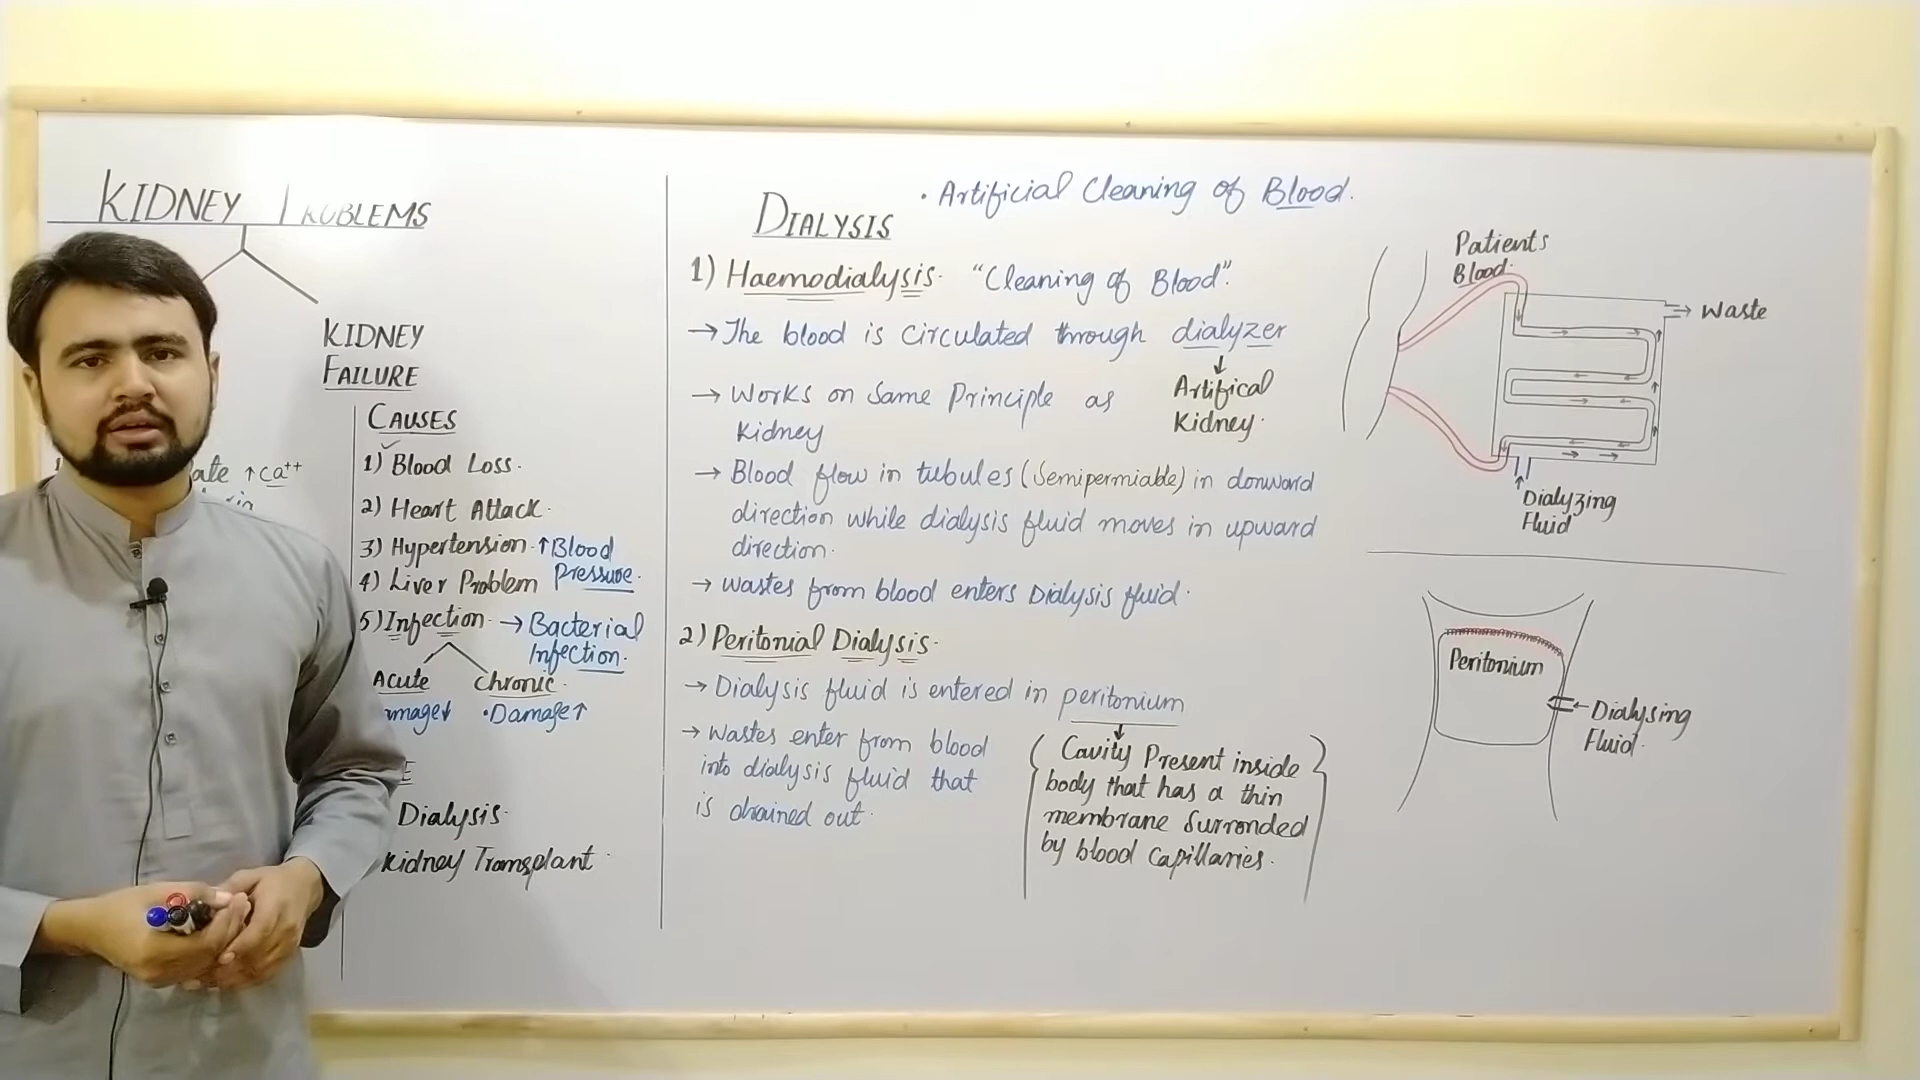 KIDNEY PROBLEMS
↑Ca++
KIDNEY
FAILURE
CAUSES
1) Blood Loss.
2) Heart Attack.
3) Hypertension. ↑Blood
Pressure.
4) Liver Problem
5) Infection. → Bacterial
Infection.
Acute
Chronic.
•Damage↑
Dialysis.
Kidney Transplant.
DIALYSIS
• Artificial Cleaning of Blood.
1) Haemodialysis. "Cleaning of Blood".
→ The blood is circulated through dialyzer
↓
Artifical
Kidney.
→ Works on Same Principle as
Kidney
→ Blood flow in tubules (Semipermiable) in donward
direction while dialysis fluid moves in upward
direction.
→ Wastes from blood enters Dialysis fluid.
2) Peritonial Dialysis.
→ Dialysis fluid is entered in peritonium
→ Wastes enter from blood
into dialysis fluid that
is drained out.
↓
{ Cavity Present inside }
body that has a thin
membrane Surronded
by blood Capillaries.
Patients
Blood.
→ Waste
Dialyzing
Fluid
Peritonium
← Dialysing
Fluid.